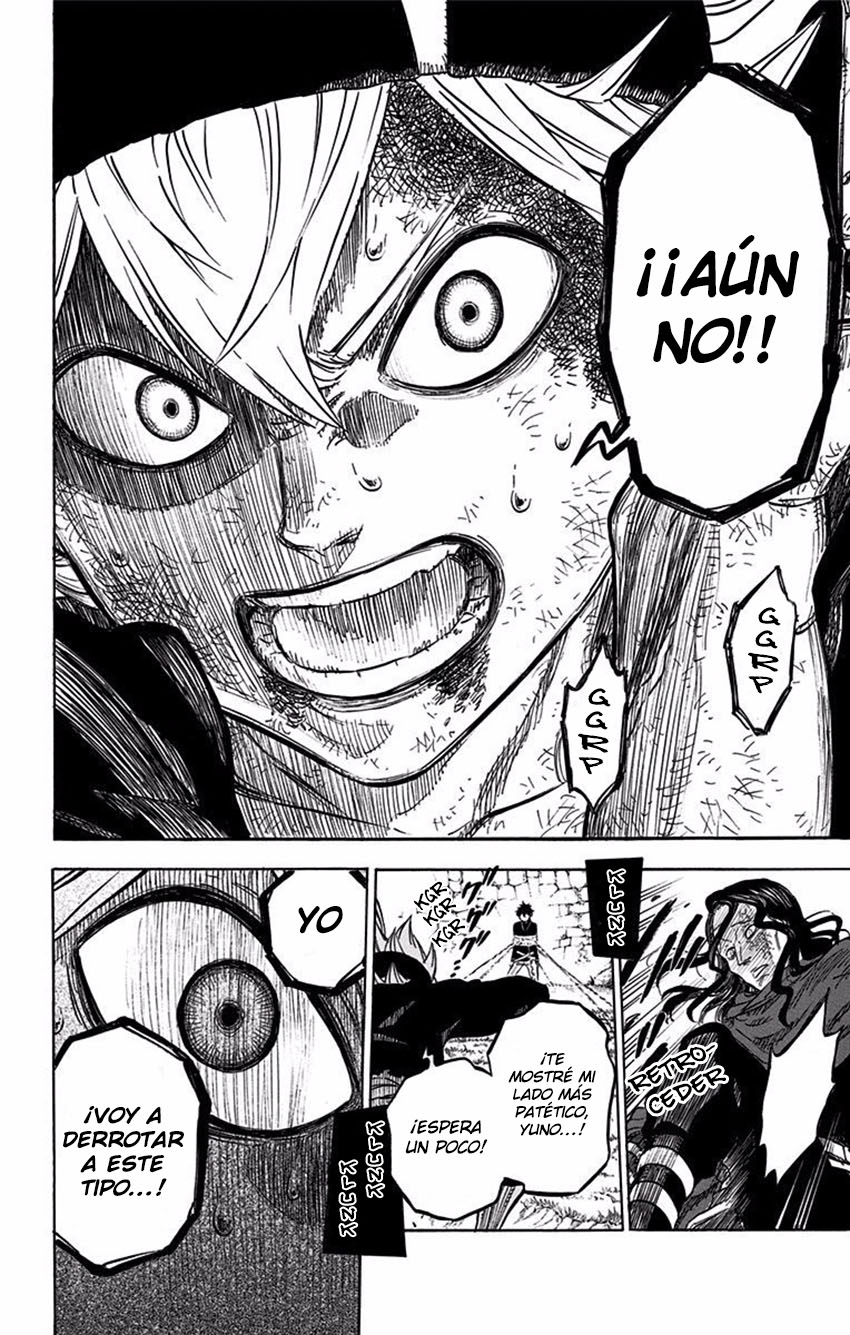 ¡¡AÚN
NO!!
GGRP
GGRP
RETRO-
CEDER
KGR
KGR
KGR
¡TE
MOSTRÉ MI
LADO MÁS
PATÉTICO,
YUNO...!
¡ESPERA
UN POCO!
YO
¡VOY A
DERROTAR
A ESTE
TIPO...!